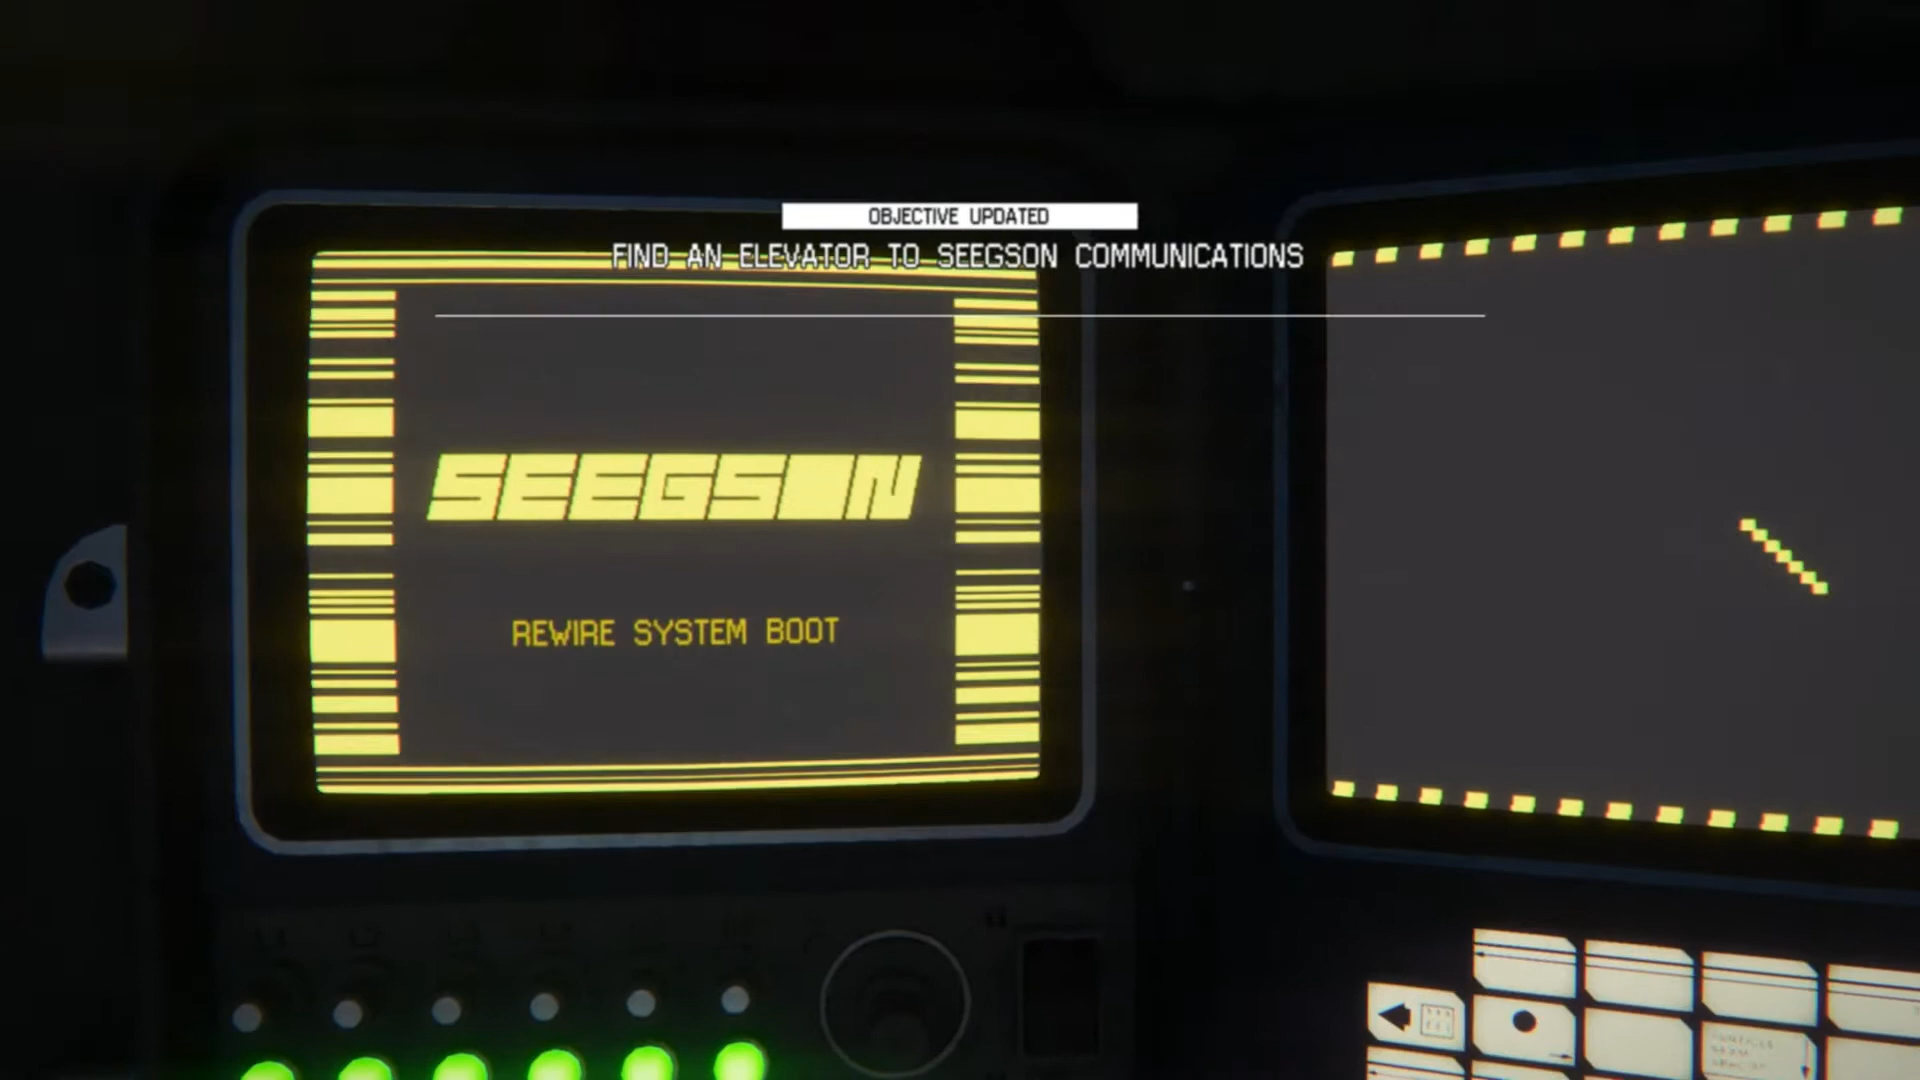 OBJECTIVE UPDATED
FIND AN ELEVATOR TO SEEGSON COMMUNICATIONS
SEEGSON
REWIRE SYSTEM BOOT